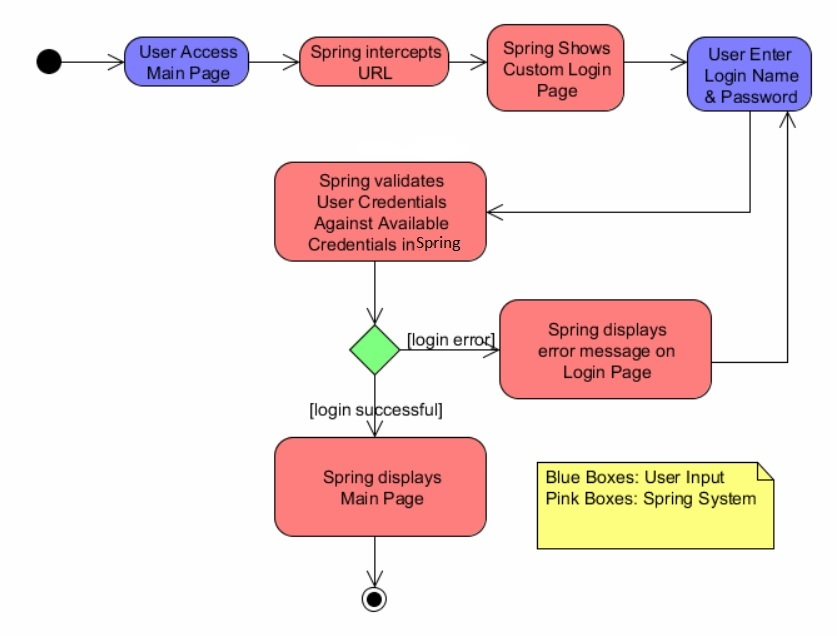 User Access
Main Page
Spring intercepts
URL
Spring Shows
Custom Login
Page
User Enter
Login Name
& Password
Spring validates
User Credentials
Against Available
Credentials in Spring
[login error]
Spring displays
error message on
Login Page
[login successful]
Spring displays
Main Page
Blue Boxes: User Input
Pink Boxes: Spring System